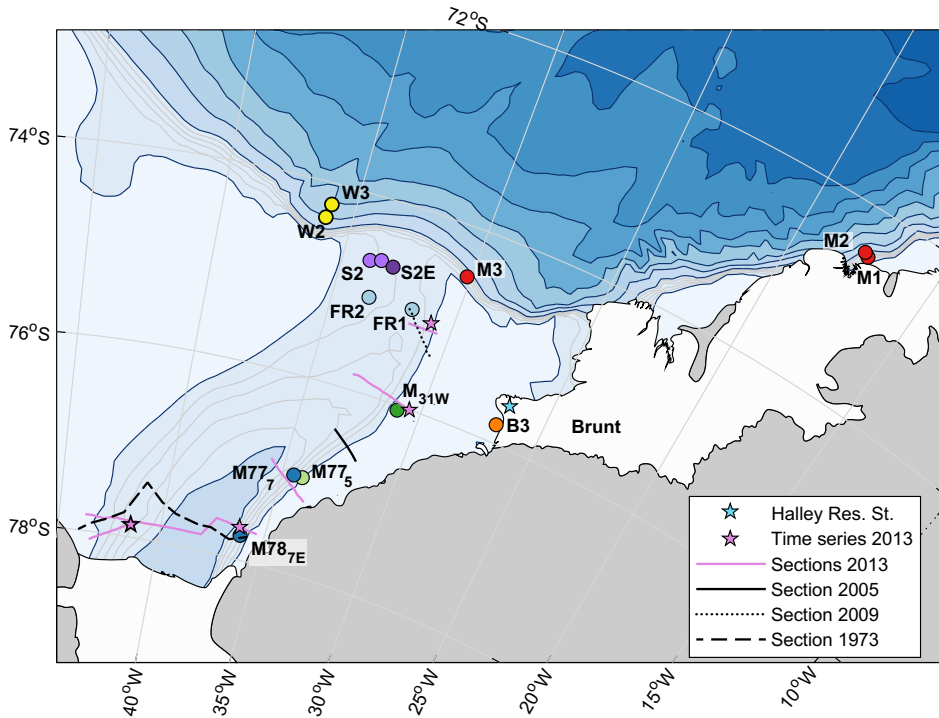 72°S
74°S
76°S
78°S
W3
W2
S2
S2E
M3
M2
M1
FR2
FR1
M31W
B3
Brunt
M777
M775
M787E
Halley Res. St.
Time series 2013
Sections 2013
Section 2005
Section 2009
Section 1973
40°W
35°W
30°W
25°W
20°W
15°W
10°W